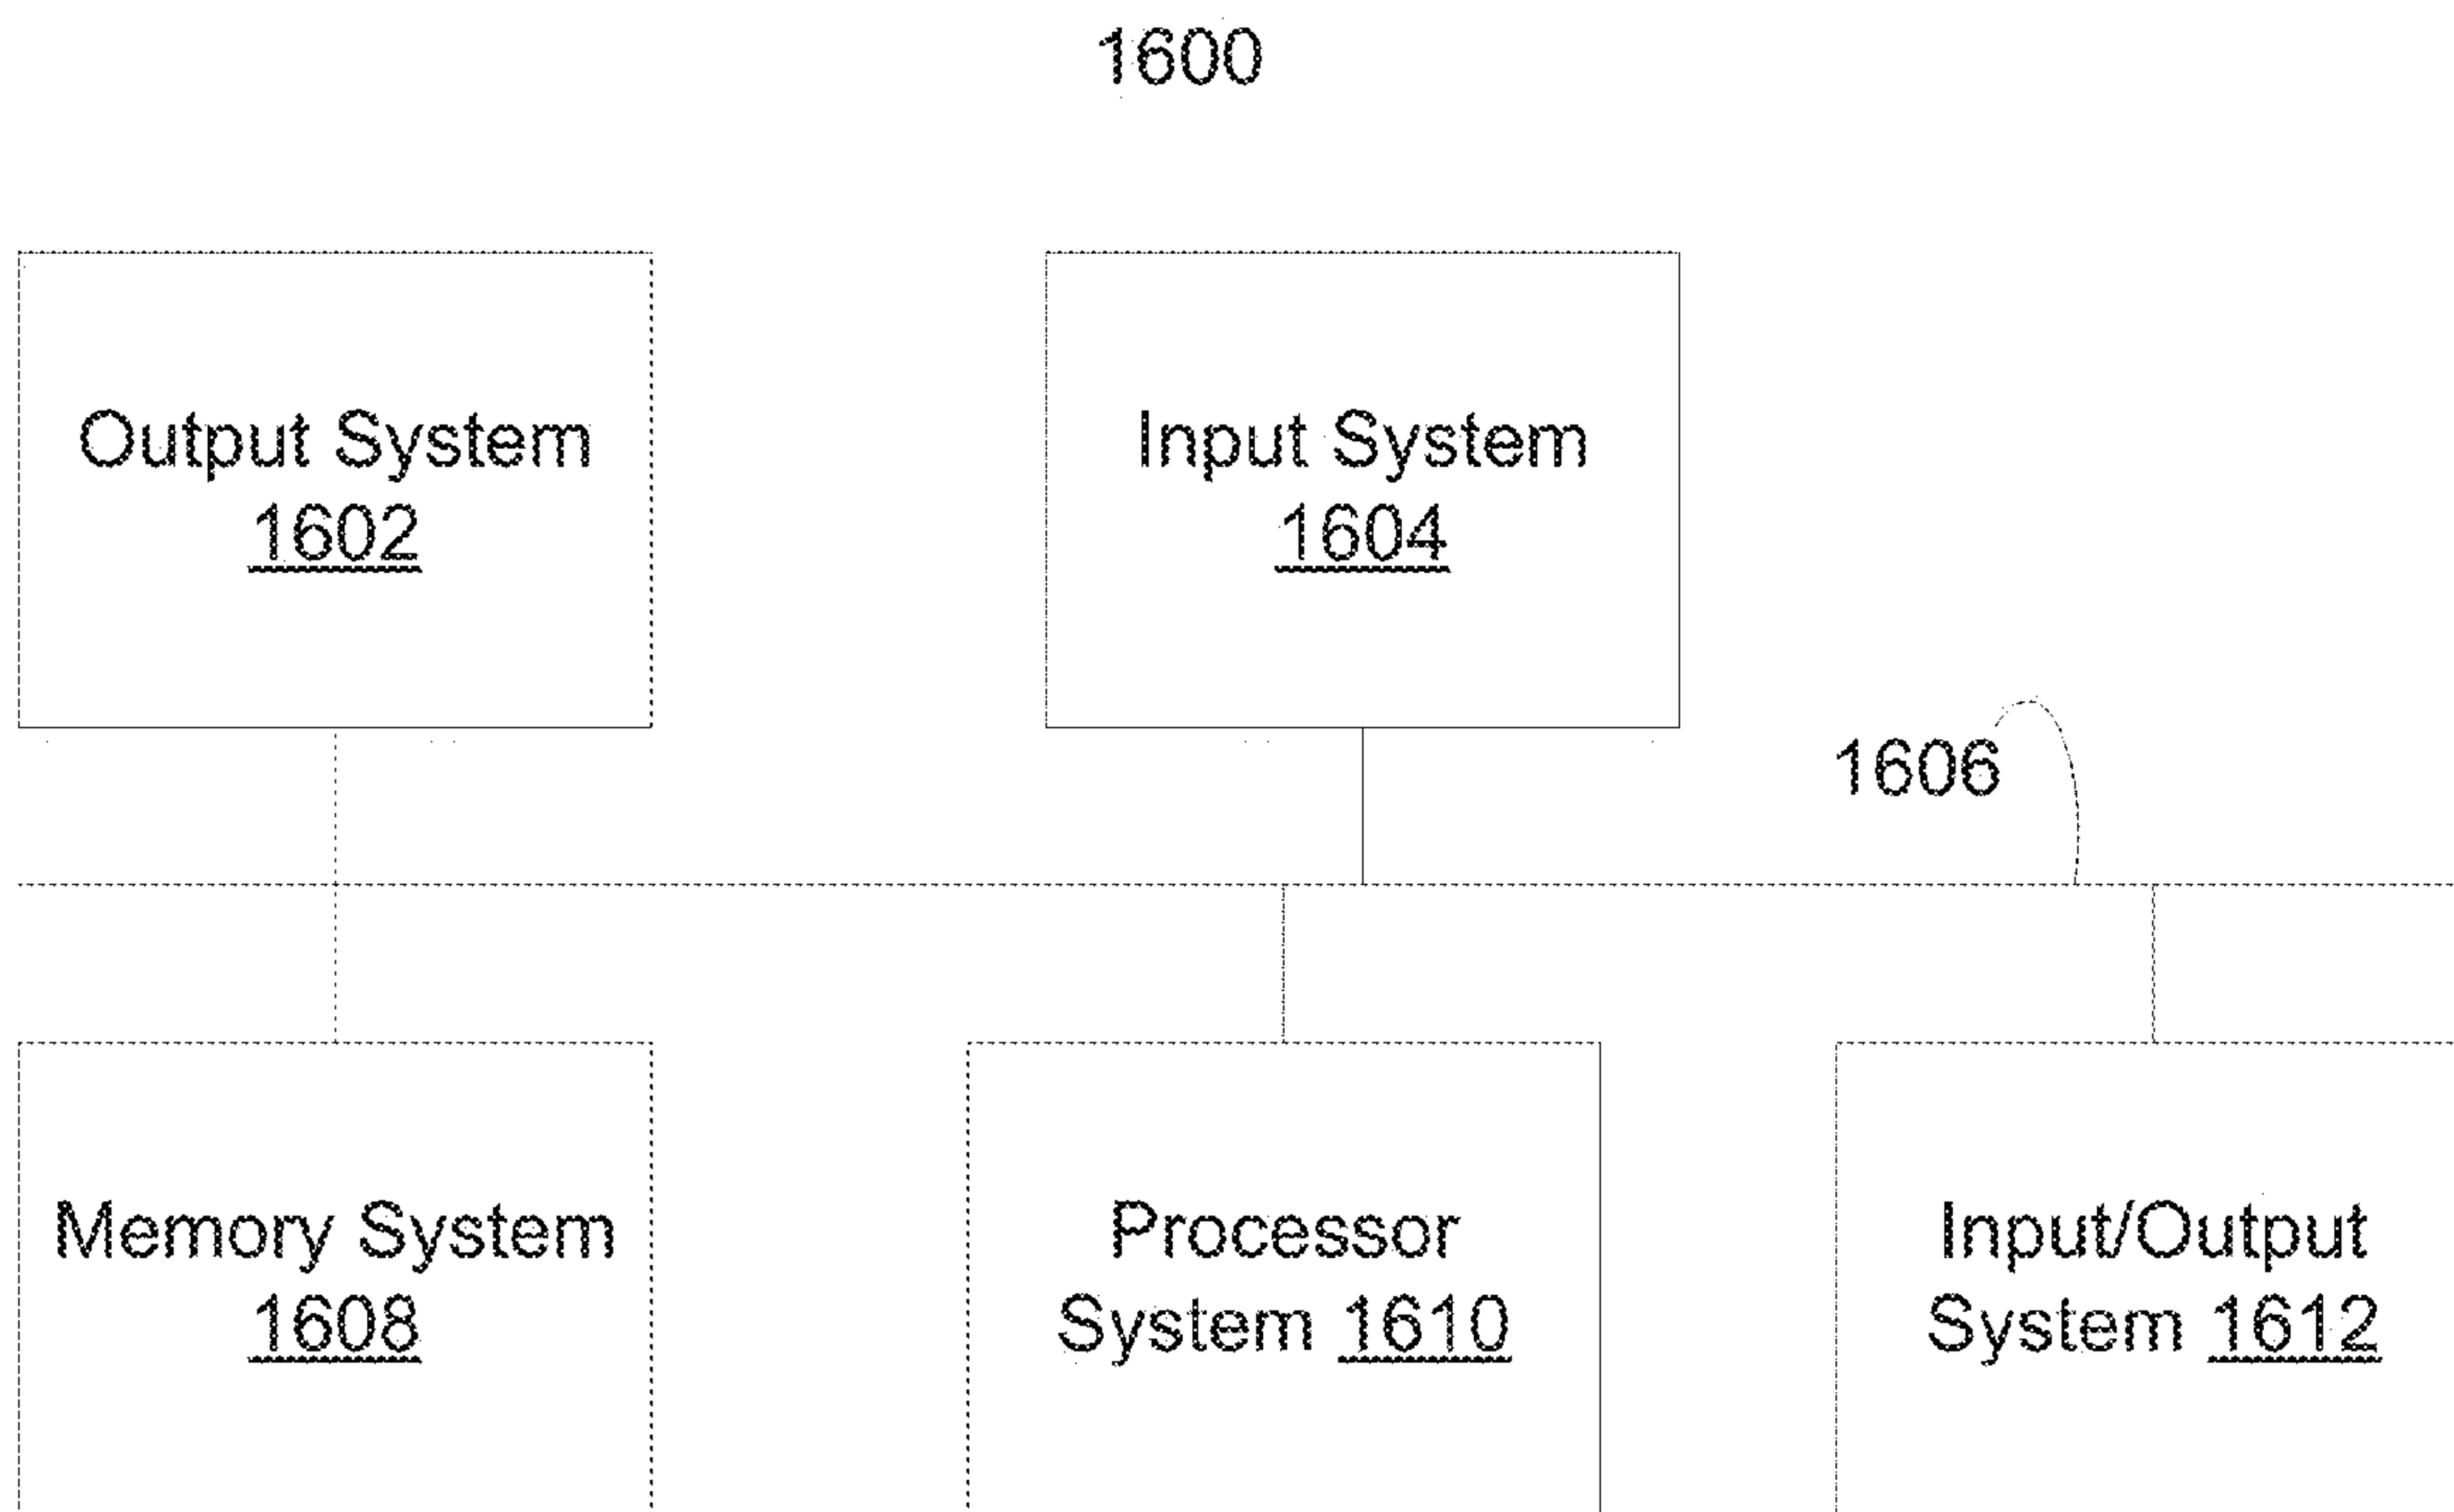 1600
Output System
1602
Input System
1604
1606
Memory System
1608
Processor
System 1610
Input/Output
System 1612